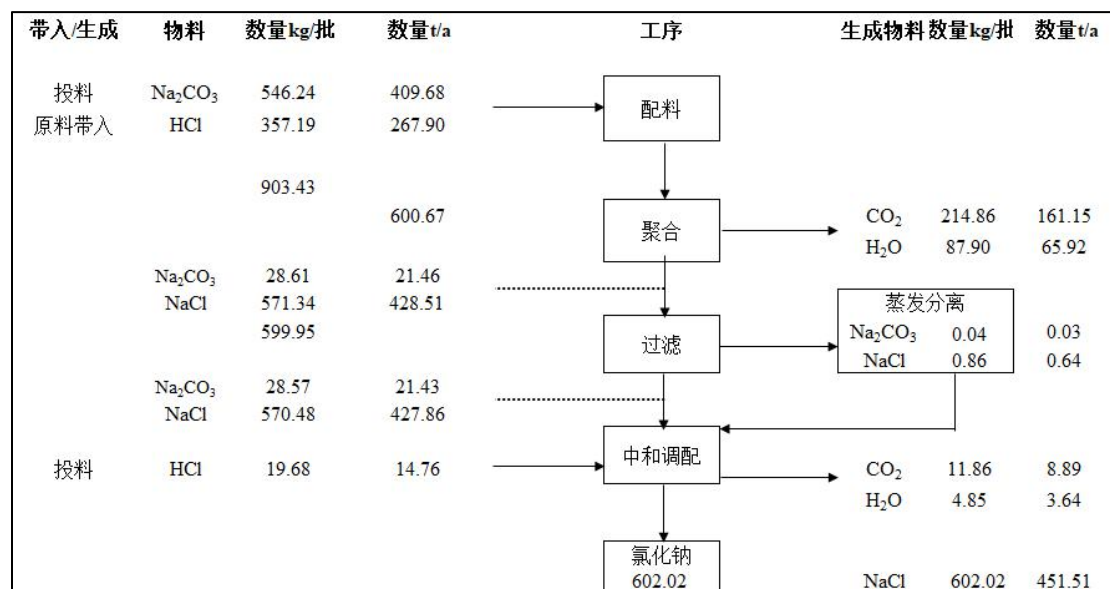 带入/生成 物料 数量kg/批 数量t/a 工序 生成物料 数量kg/批 数量t/a
投料 Na₂CO₃ 546.24 409.68 配料
原料带入 HCl 357.19 267.90
903.43
600.67
聚合 CO₂ 214.86 161.15
H₂O 87.90 65.92
Na₂CO₃ 28.61 21.46
NaCl 571.34 428.51
599.95
过滤
蒸发分离
Na₂CO₃ 0.04 0.03
NaCl 0.86 0.64
Na₂CO₃ 28.57 21.43
NaCl 570.48 427.86
投料 HCl 19.68 14.76 中和调配 CO₂ 11.86 8.89
H₂O 4.85 3.64
氯化钠
602.02 NaCl 602.02 451.51